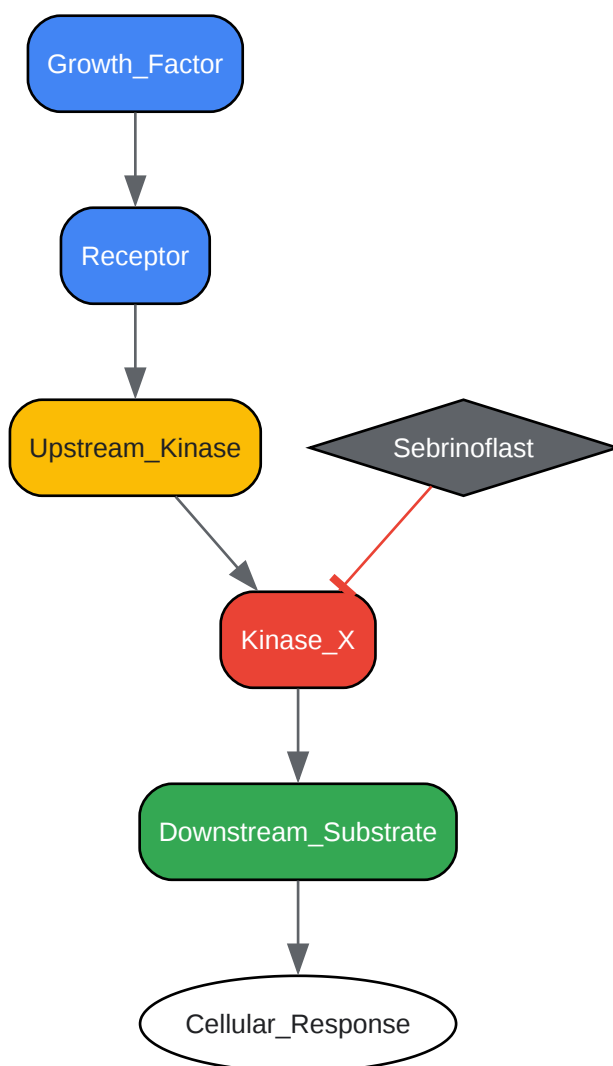 Growth_Factor
Receptor
Upstream_Kinase
Sebrinoflast
Kinase_X
Downstream_Substrate
Cellular_Response